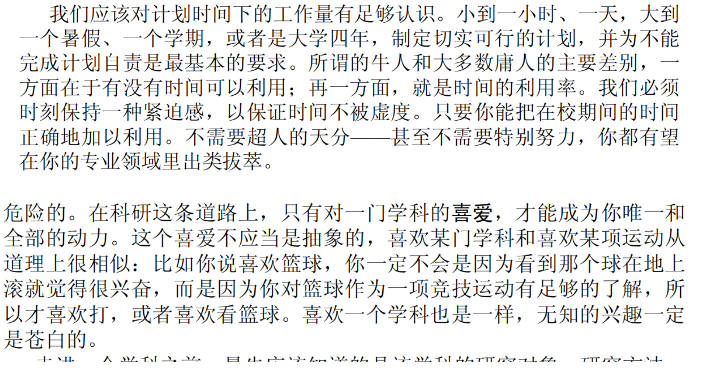 我们应该对计划时间下的工作量有足够认识。小到一小时、一天，大到
一个暑假、一个学期，或者是大学四年，制定切实可行的计划，并为不能
完成计划自责是最基本的要求。所谓的牛人和大多数庸人的主要差别，一
方面在于有没有时间可以利用；再一方面，就是时间的利用率。我们必须
时刻保持一种紧迫感，以保证时间不被虚度。只要你能把在校期间的时间
正确地加以利用。不需要超人的天分——甚至不需要特别努力，你都有望
在你的专业领域里出类拔萃。
危险的。在科研这条道路上，只有对一门学科的喜爱，才能成为你唯一和
全部的动力。这个喜爱不应当是抽象的，喜欢某门学科和喜欢某项运动从
道理上很相似：比如你说喜欢篮球，你一定不会是因为看到那个球在地上
滚就觉得很兴奋，而是因为你对篮球作为一项竞技运动有足够的了解，所
以才喜欢打，或者喜欢看篮球。喜欢一个学科也是一样，无知的兴趣一定
是苍白的。